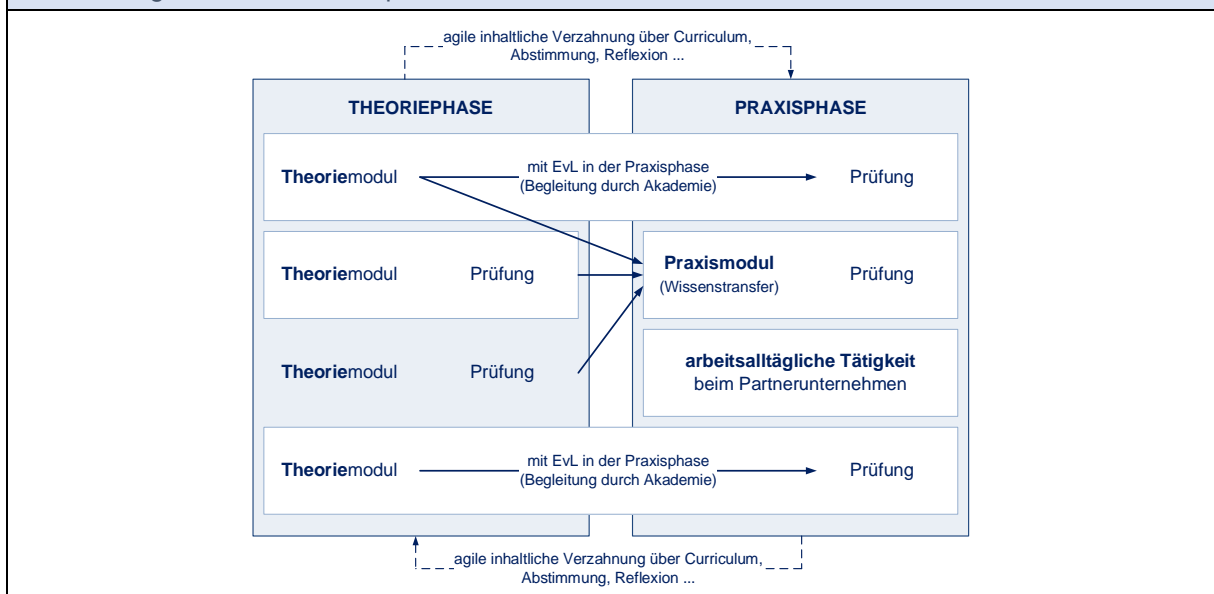 agile inhaltliche Verzahnung über Curriculum,
Abstimmung, Reflexion ...
THEORIEPHASE
PRAXISPHASE
Theoriemodul
mit EvL in der Praxisphase
(Begleitung durch Akademie)
Prüfung
Theoriemodul
Prüfung
Praxismodul
(Wissenstransfer)
Prüfung
Theoriemodul
Prüfung
arbeitsalltägliche Tätigkeit
beim Partnerunternehmen
Theoriemodul
mit EvL in der Praxisphase
(Begleitung durch Akademie)
Prüfung
agile inhaltliche Verzahnung über Curriculum,
Abstimmung, Reflexion ...